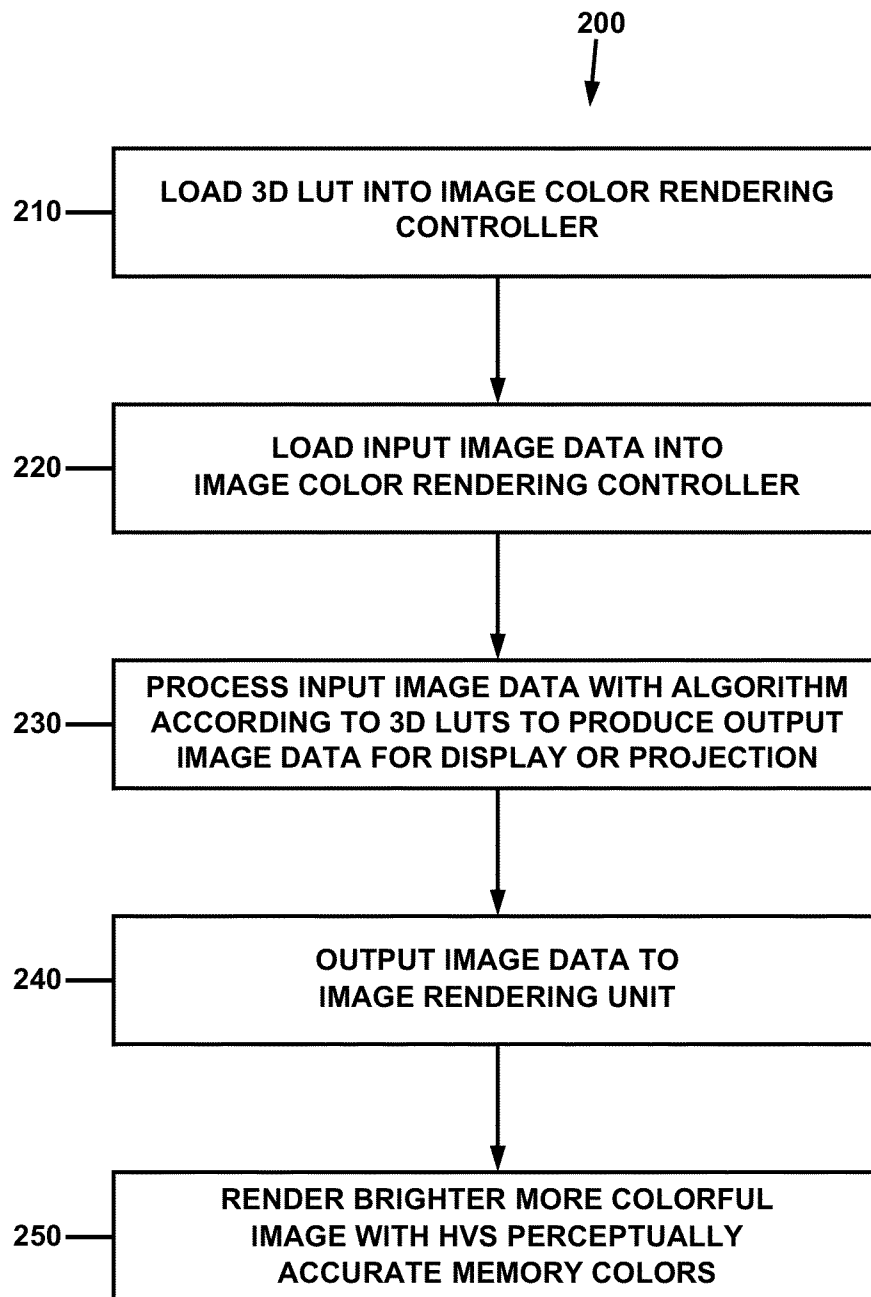 200
210
LOAD 3D LUT INTO IMAGE COLOR RENDERING
CONTROLLER
220
LOAD INPUT IMAGE DATA INTO
IMAGE COLOR RENDERING CONTROLLER
230
PROCESS INPUT IMAGE DATA WITH ALGORITHM
ACCORDING TO 3D LUTS TO PRODUCE OUTPUT
IMAGE DATA FOR DISPLAY OR PROJECTION
240
OUTPUT IMAGE DATA TO
IMAGE RENDERING UNIT
250
RENDER BRIGHTER MORE COLORFUL
IMAGE WITH HVS PERCEPTUALLY
ACCURATE MEMORY COLORS